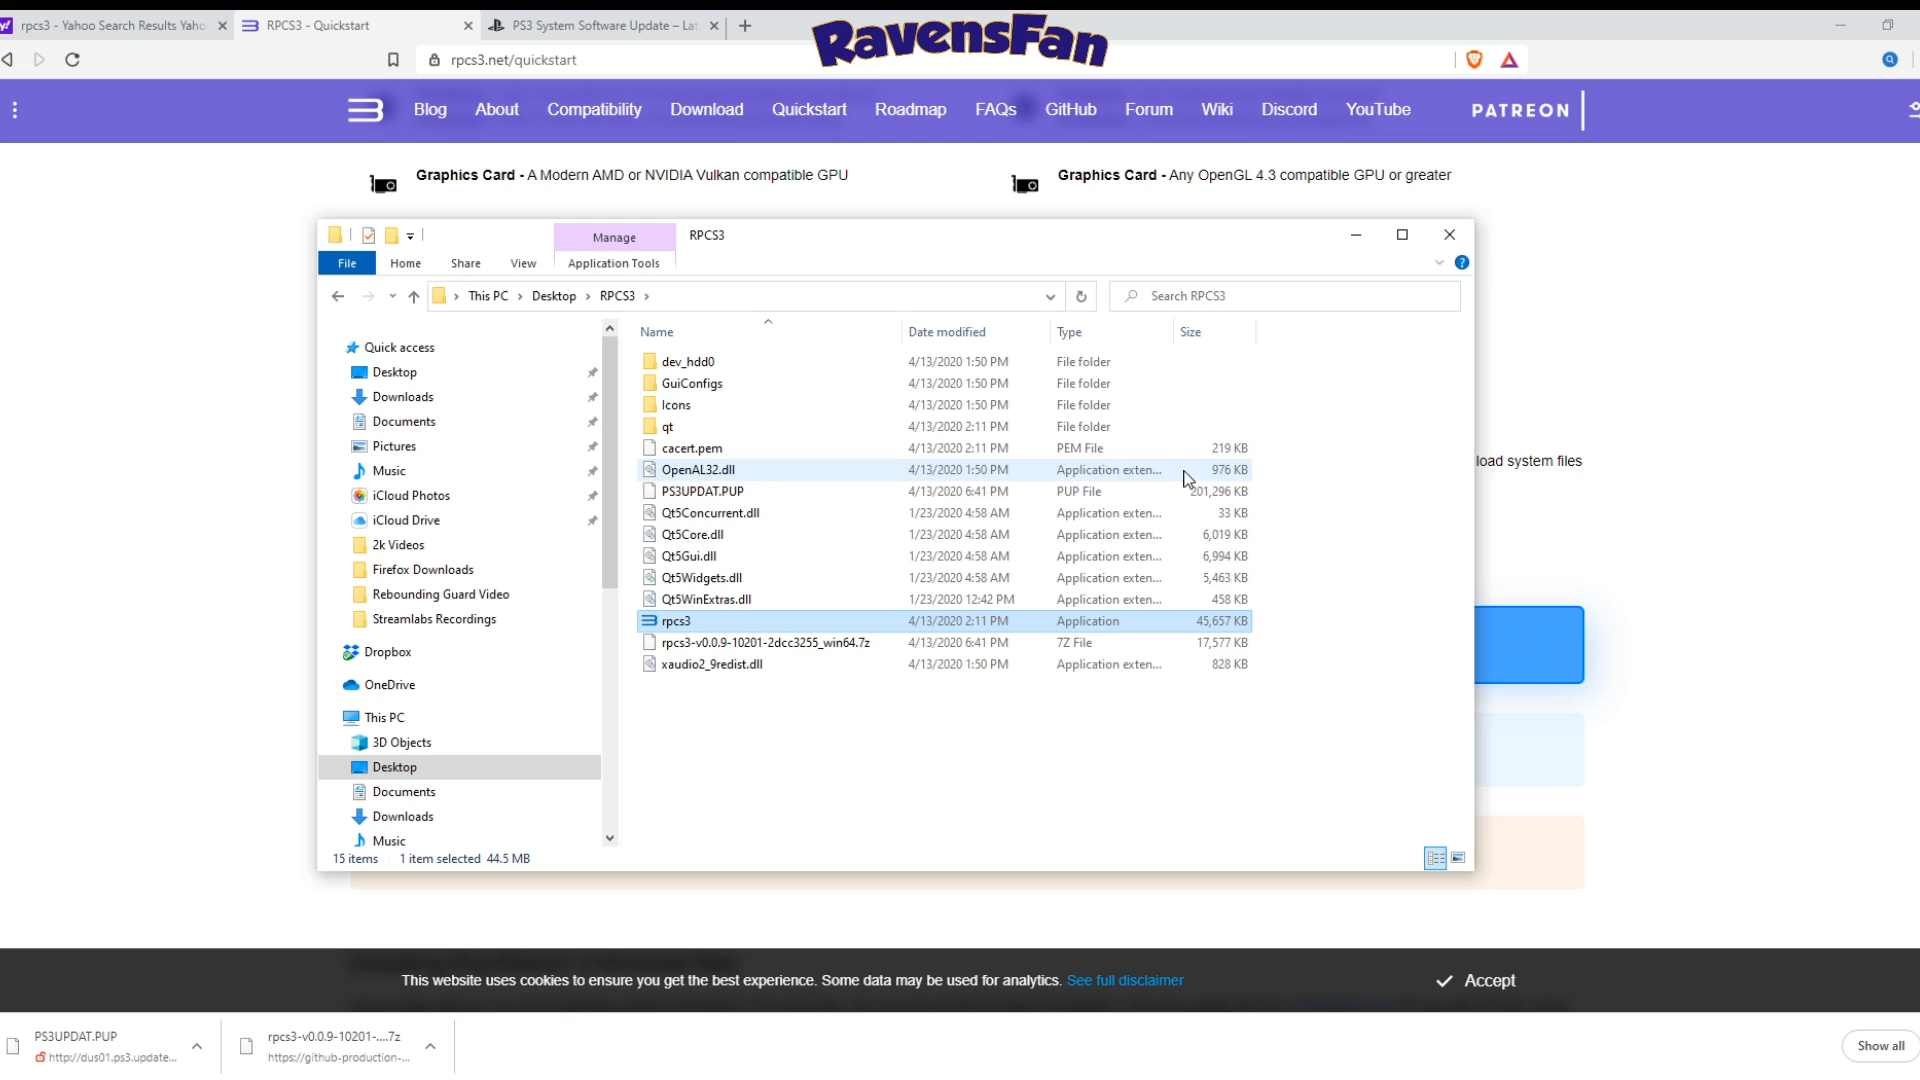 rpcs3 - Yahoo Search Results Yaho
RPCS3 - Quickstart
PS3 System Software Update – Lat
RavensFan
rpcs3.net/quickstart
Blog About Compatibility Download Quickstart Roadmap FAQs GitHub Forum Wiki Discord YouTube PATREON
Graphics Card - A Modern AMD or NVIDIA Vulkan compatible GPU
Graphics Card - Any OpenGL 4.3 compatible GPU or greater
Manage RPCS3
File Home Share View Application Tools
This PC > Desktop > RPCS3 >
Search RPCS3
Quick access
Desktop
Downloads
Documents
Pictures
Music
iCloud Photos
iCloud Drive
2k Videos
Firefox Downloads
Rebounding Guard Video
Streamlabs Recordings
Dropbox
OneDrive
This PC
3D Objects
Desktop
Documents
Downloads
Music
Name Date modified Type Size
dev_hdd0 4/13/2020 1:50 PM File folder
GuiConfigs 4/13/2020 1:50 PM File folder
Icons 4/13/2020 1:50 PM File folder
qt 4/13/2020 2:11 PM File folder
cacert.pem 4/13/2020 2:11 PM PEM File 219 KB
OpenAL32.dll 4/13/2020 1:50 PM Application exten... 976 KB
PS3UPDAT.PUP 4/13/2020 6:41 PM PUP File 201,296 KB
Qt5Concurrent.dll 1/23/2020 4:58 AM Application exten... 33 KB
Qt5Core.dll 1/23/2020 4:58 AM Application exten... 6,019 KB
Qt5Gui.dll 1/23/2020 4:58 AM Application exten... 6,994 KB
Qt5Widgets.dll 1/23/2020 4:58 AM Application exten... 5,463 KB
Qt5WinExtras.dll 1/23/2020 12:42 PM Application exten... 458 KB
rpcs3 4/13/2020 2:11 PM Application 45,657 KB
rpcs3-v0.0.9-10201-2dcc3255_win64.7z 4/13/2020 6:41 PM 7Z File 17,577 KB
xaudio2_9redist.dll 4/13/2020 1:50 PM Application exten... 828 KB
load system files
15 items 1 item selected 44.5 MB
This website uses cookies to ensure you get the best experience. Some data may be used for analytics. See full disclaimer
Accept
PS3UPDAT.PUP
http://dus01.ps3.update...
rpcs3-v0.0.9-10201-....7z
https://github-production-...
Show all